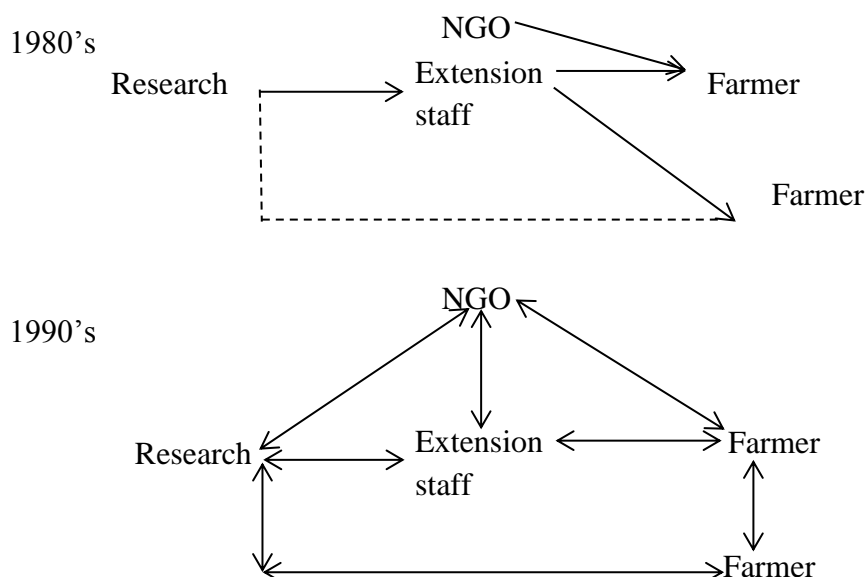 NGO
1980’s
Research
Extension
staff
Farmer
Farmer
NGO
1990’s
Research
Extension
staff
Farmer
Farmer